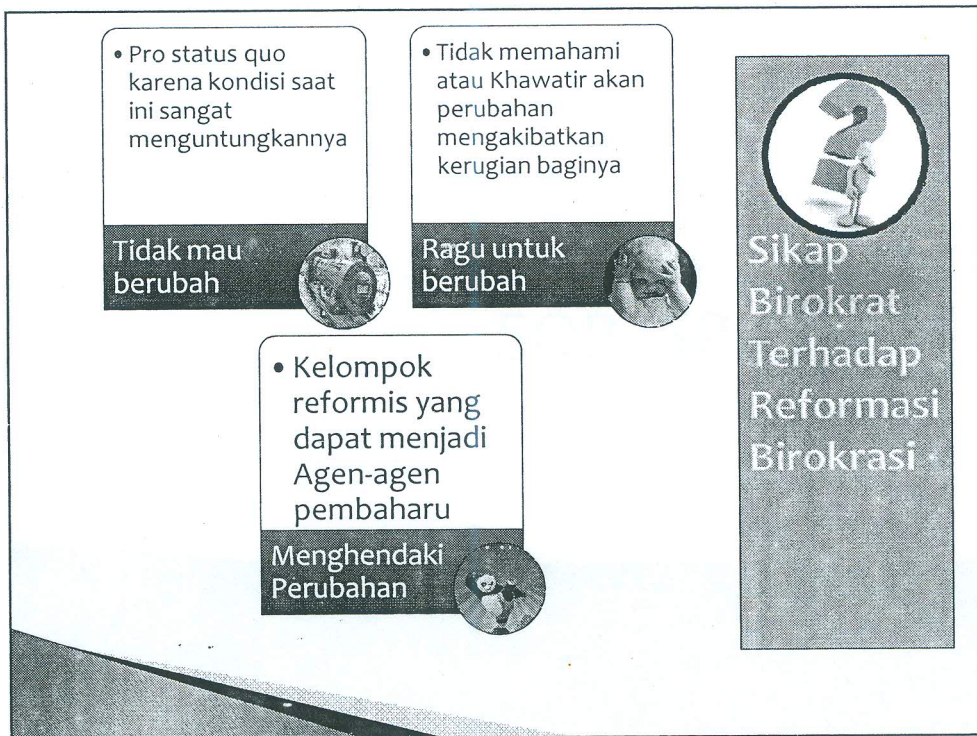 • Pro status quo
karena kondisi saat
ini sangat
menguntungkannya
Tidak mau
berubah
• Tidak memahami
atau Khawatir akan
perubahan
mengakibatkan
kerugian baginya
Ragu untuk
berubah
• Kelompok
reformis yang
dapat menjadi
Agen-agen
pembaharu
Menghendaki
Perubahan
Sikap
Birokrat
Terhadap
Reformasi
Birokrasi